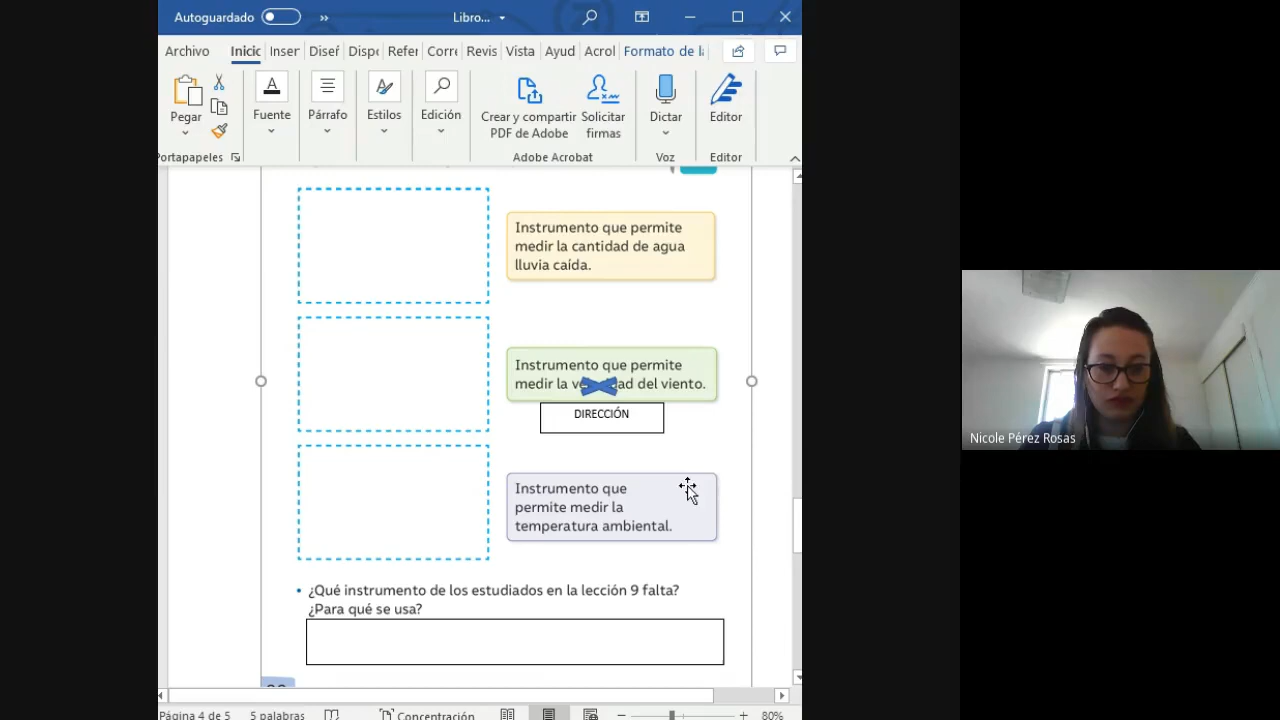 Autoguardado
Libro...
Archivo Inicic Inser Diseñ Dispo Refer Corre Revis Vista Ayud Acrol Formato de la
Pegar Fuente Párrafo Estilos Edición Crear y compartir PDF de Adobe Solicitar firmas Dictar Editor
Portapapeles Adobe Acrobat Voz Editor
Instrumento que permite
medir la cantidad de agua
lluvia caída.
Instrumento que permite
medir la del viento.
DIRECCIÓN
Instrumento que
permite medir la
temperatura ambiental.
• ¿Qué instrumento de los estudiados en la lección 9 falta?
¿Para qué se usa?
Página 4 de 5 5 palabras Concentración 80%
Nicole Pérez Rosas